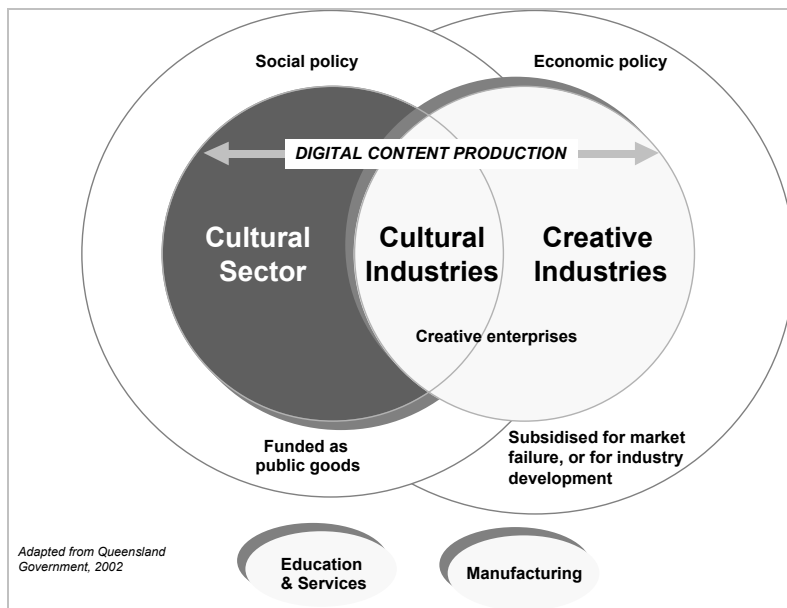 Social policy
Economic policy
DIGITAL CONTENT PRODUCTION
Cultural
Sector
Cultural
Industries
Creative
Industries
Creative enterprises
Funded as
public goods
Subsidised for market
failure, or for industry
development
Adapted from Queensland
Government, 2002
Education
& Services
Manufacturing